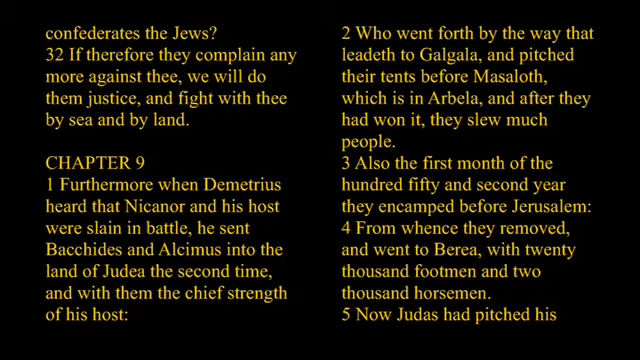 confederates the Jews?
32 If therefore they complain any
more against thee, we will do
them justice, and fight with thee
by sea and by land.
CHAPTER 9
1 Furthermore when Demetrius
heard that Nicanor and his host
were slain in battle, he sent
Bacchides and Alcimus into the
land of Judea the second time,
and with them the chief strength
of his host:
2 Who went forth by the way that
leadeth to Galgala, and pitched
their tents before Masaloth,
which is in Arbela, and after they
had won it, they slew much
people.
3 Also the first month of the
hundred fifty and second year
they encamped before Jerusalem:
4 From whence they removed,
and went to Berea, with twenty
thousand footmen and two
thousand horsemen.
5 Now Judas had pitched his